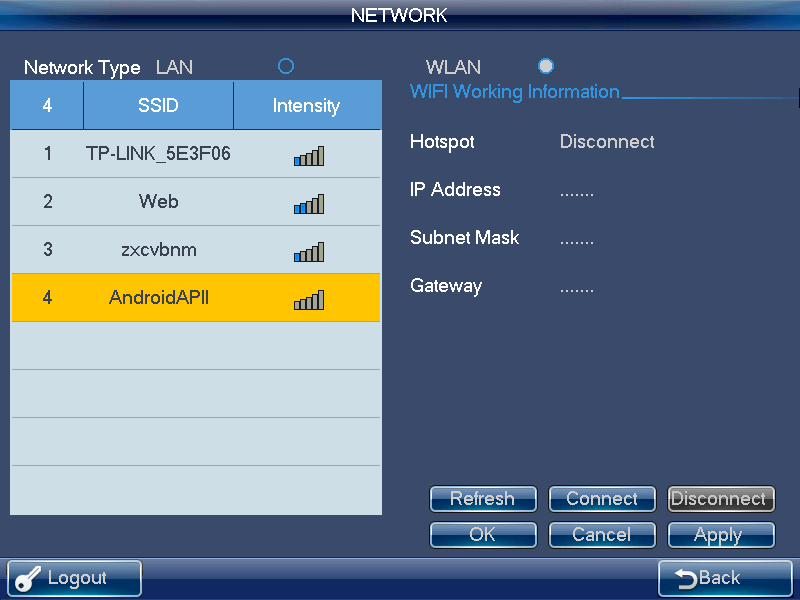 NETWORK
Network Type LAN WLAN
WIFI Working Information
4 SSID Intensity
1 TP-LINK_5E3F06
2 Web
3 zxcvbnm
4 AndroidAPll
Hotspot Disconnect
IP Address .......
Subnet Mask .......
Gateway .......
Refresh Connect Disconnect
OK Cancel Apply
Logout Back